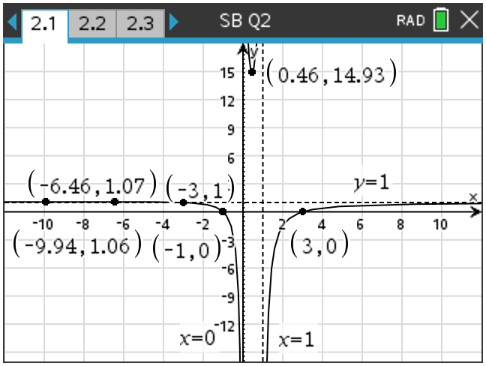 2.1 2.2 2.3 SB Q2 RAD
y
15
(0.46,14.93)
12
9
6
(-6.46,1.07) (-3,1) y=1
x
-10 -8 -6 -4 -2 2 4 6 8 10
(-9.94,1.06) (-1,0) -3 (3,0)
-6
-9
-12
x=0 x=1